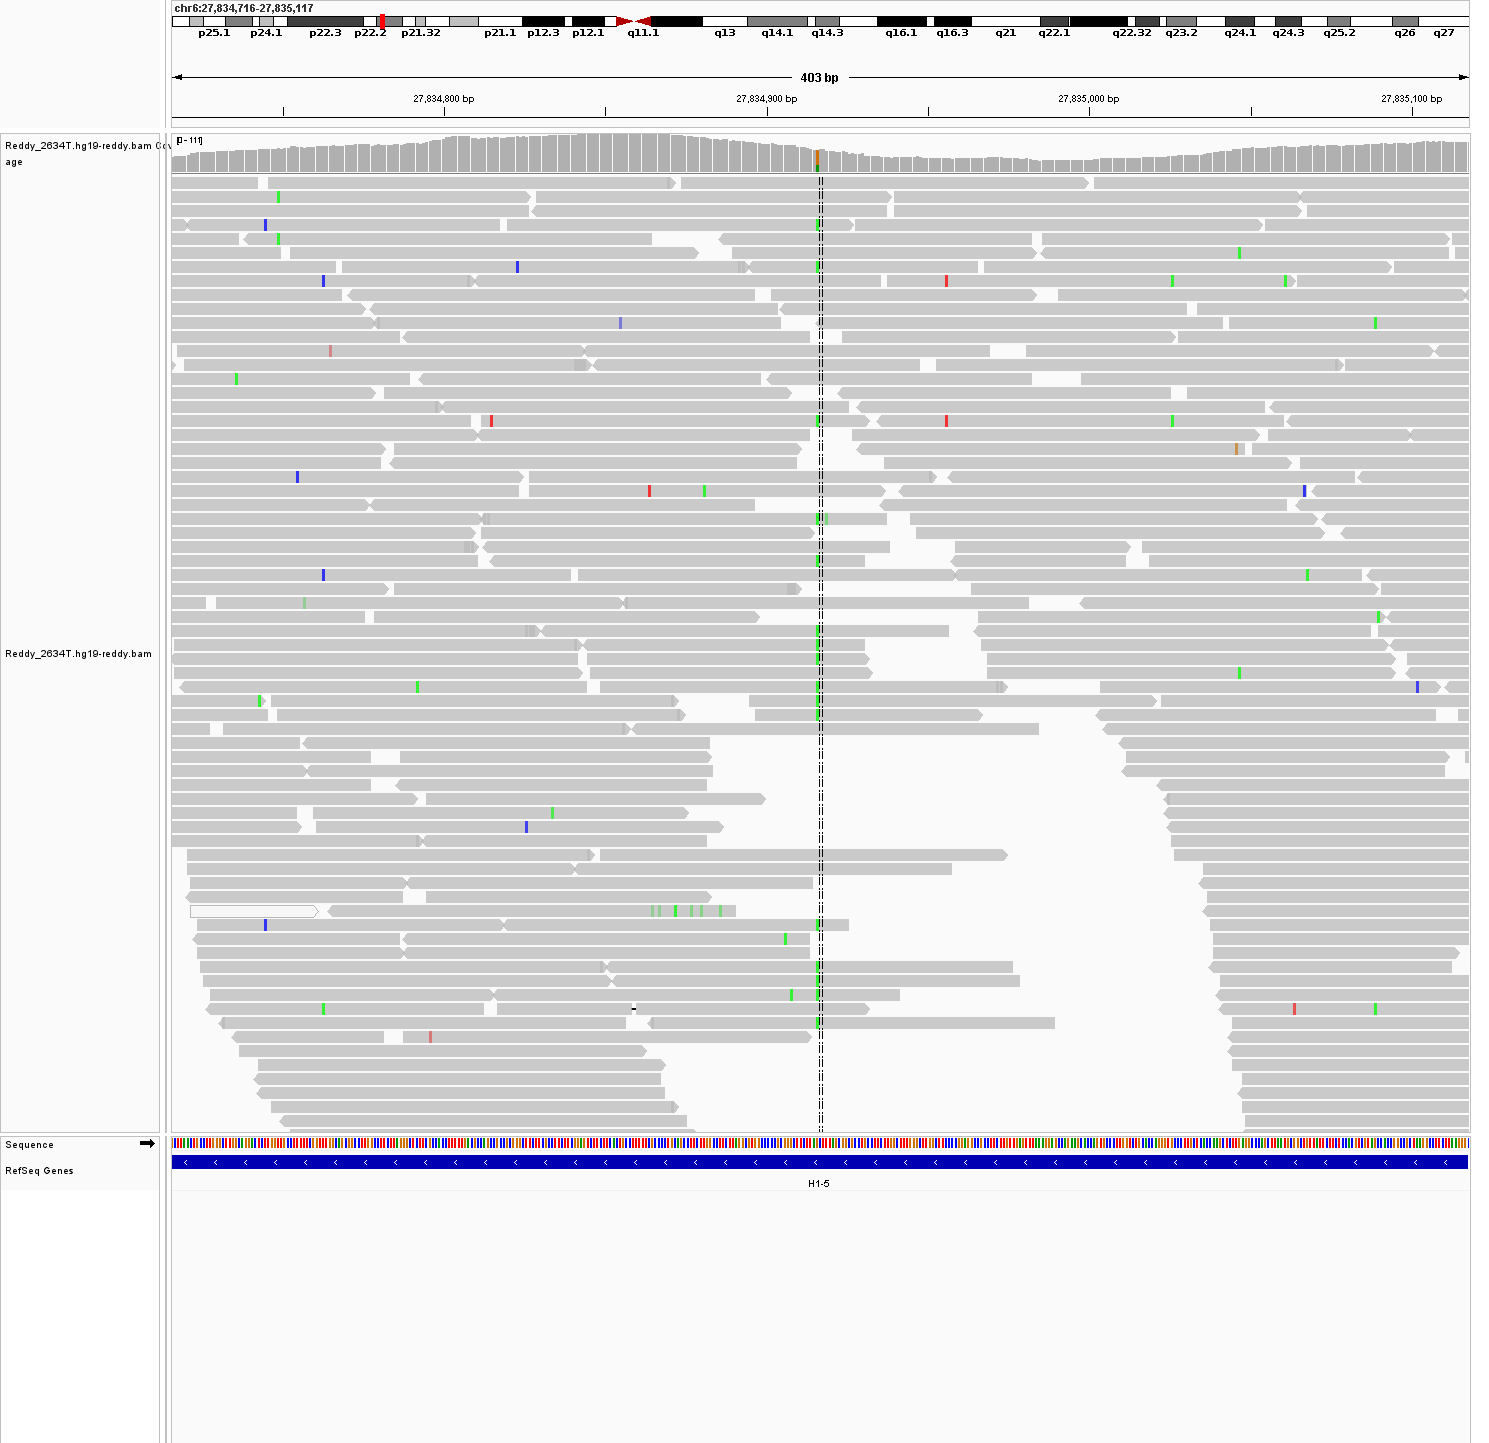 chr6:27,834,716-27,835,117
p25.1 p24.1 p22.3 p22.2 p21.32 p21.1 p12.3 p12.1 q11.1 q13 q14.1 q14.3 q16.1 q16.3 q21 q22.1 q22.32 q23.2 q24.1 q24.3 q25.2 q26 q27
403 bp
27,834,800 bp 27,834,900 bp 27,835,000 bp 27,835,100 bp
[0 - 111]
Reddy_2634T.hg19-reddy.bam Cov
age
Reddy_2634T.hg19-reddy.bam
Sequence
RefSeq Genes
H1-5